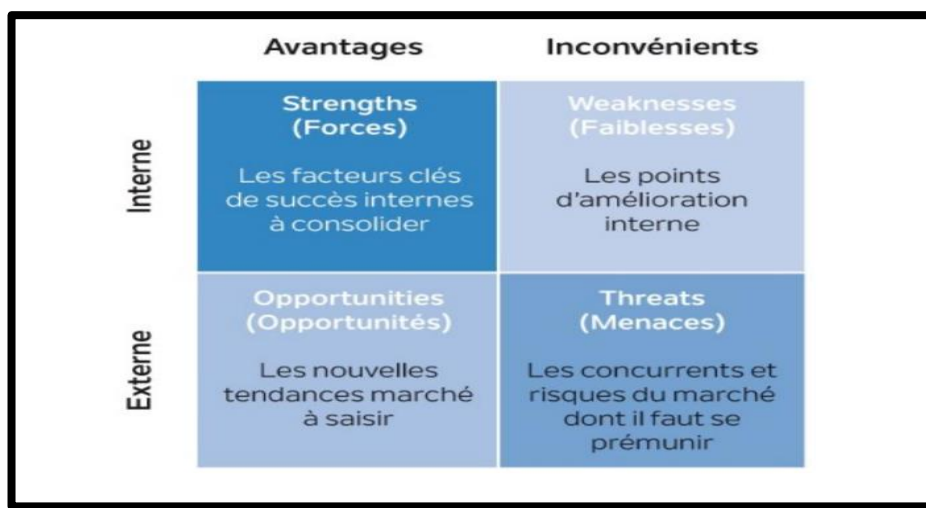 Avantages
Inconvénients
Interne
Strengths
(Forces)
Les facteurs clés
de succès internes
à consolider
Weaknesses
(Faiblesses)
Les points
d'amélioration
interne
Externe
Opportunities
(Opportunités)
Les nouvelles
tendances marché
à saisir
Threats
(Menaces)
Les concurrents et
risques du marché
dont il faut se
prémunir